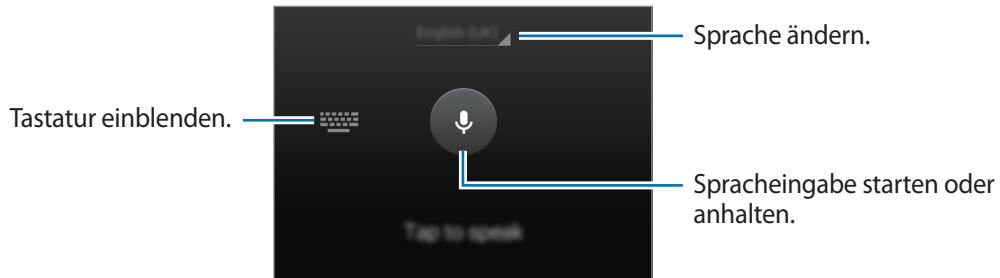 English (UK)
Sprache ändern.
Tastatur einblenden.
Spracheingabe starten oder
anhalten.
Tap to speak